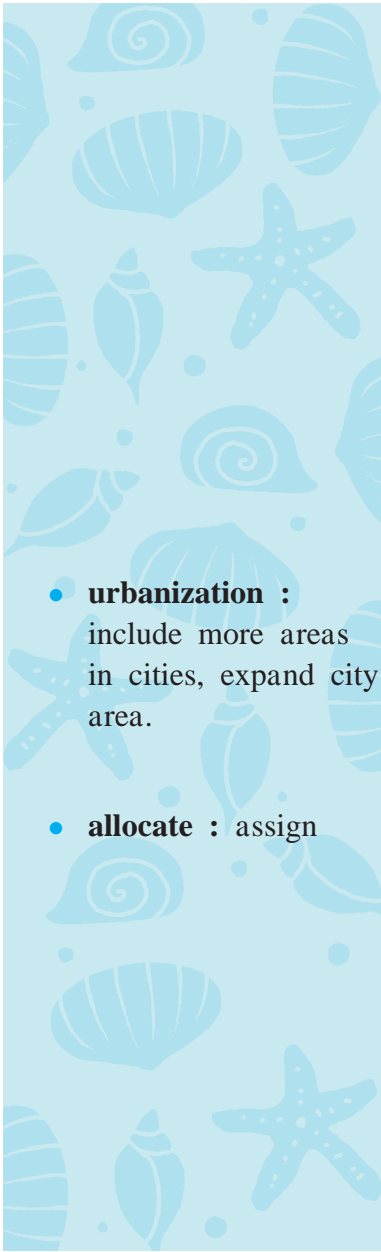 • urbanization :
include more areas
in cities, expand city
area.
• allocate : assign